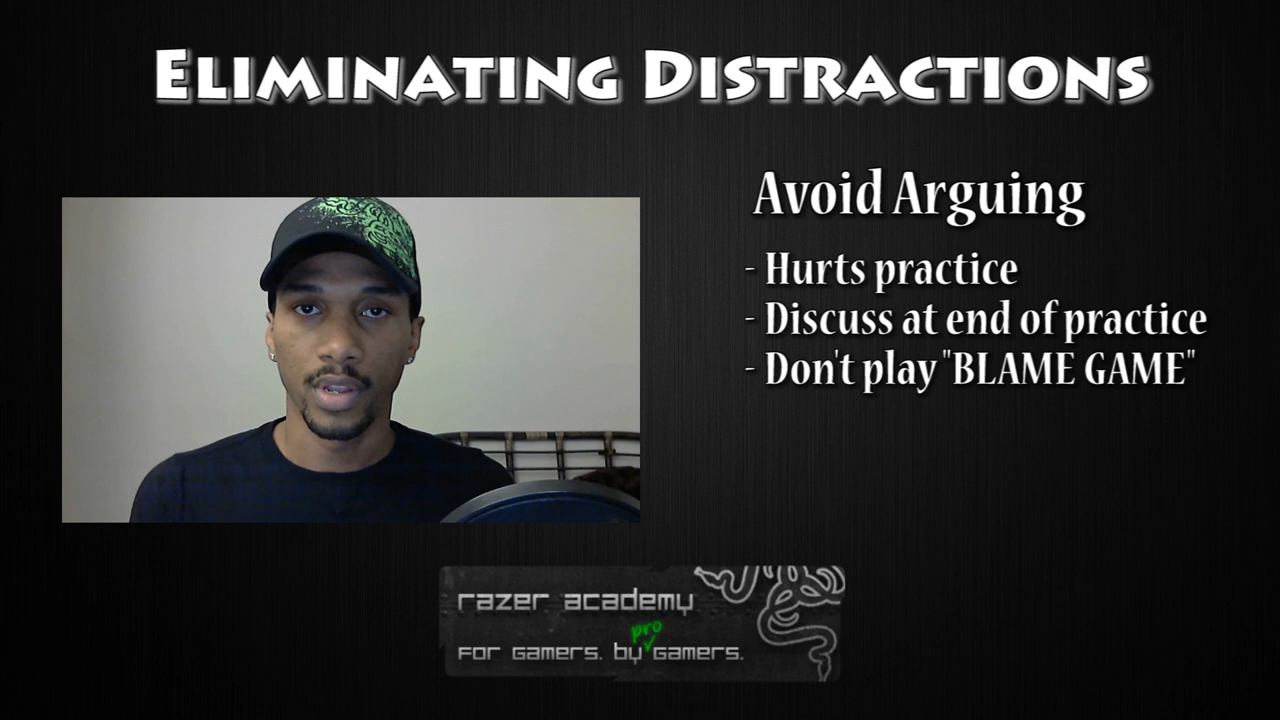 ELIMINATING DISTRACTIONS
Avoid Arguing
- Hurts practice
- Discuss at end of practice
- Don't play "BLAME GAME"
razer academy
pro
For Gamers. by Gamers.